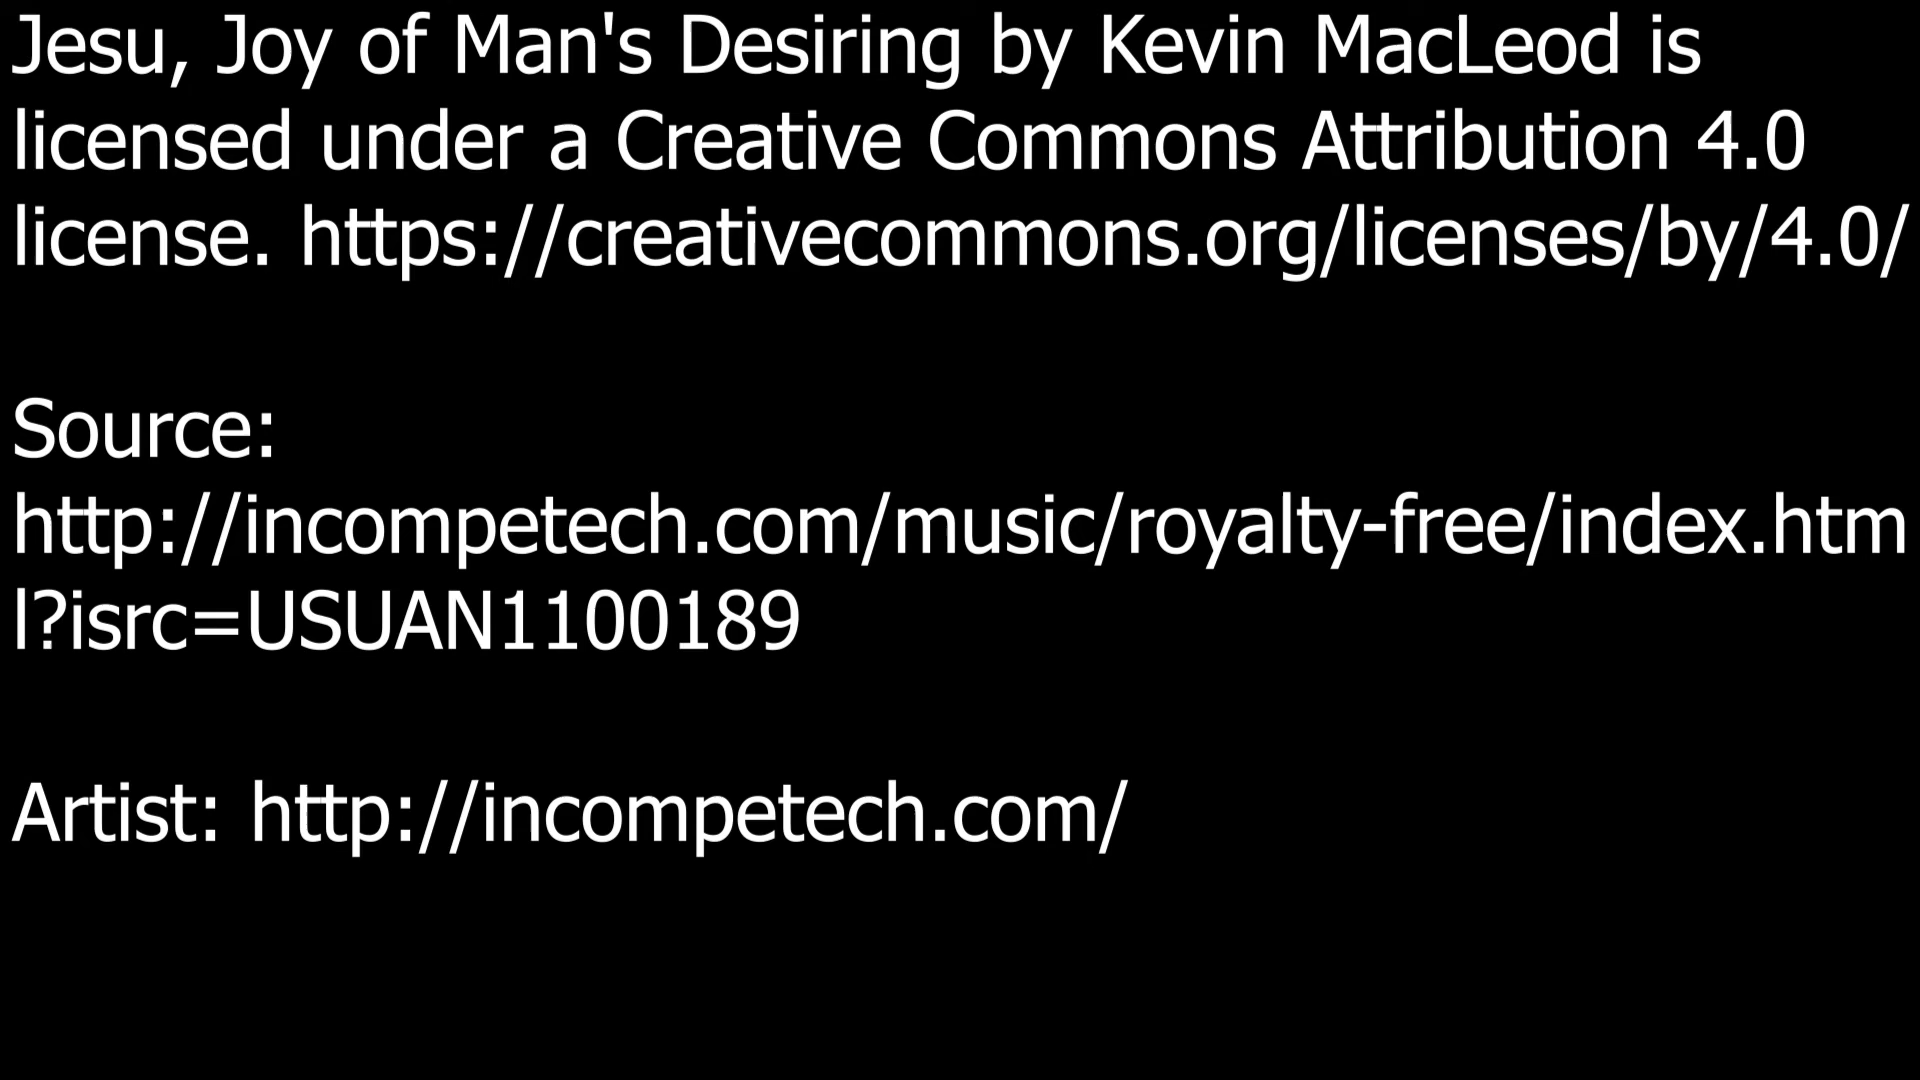 Jesu, Joy of Man's Desiring by Kevin MacLeod is
licensed under a Creative Commons Attribution 4.0
license. https://creativecommons.org/licenses/by/4.0/
Source:
http://incompetech.com/music/royalty-free/index.htm
l?isrc=USUAN1100189
Artist: http://incompetech.com/